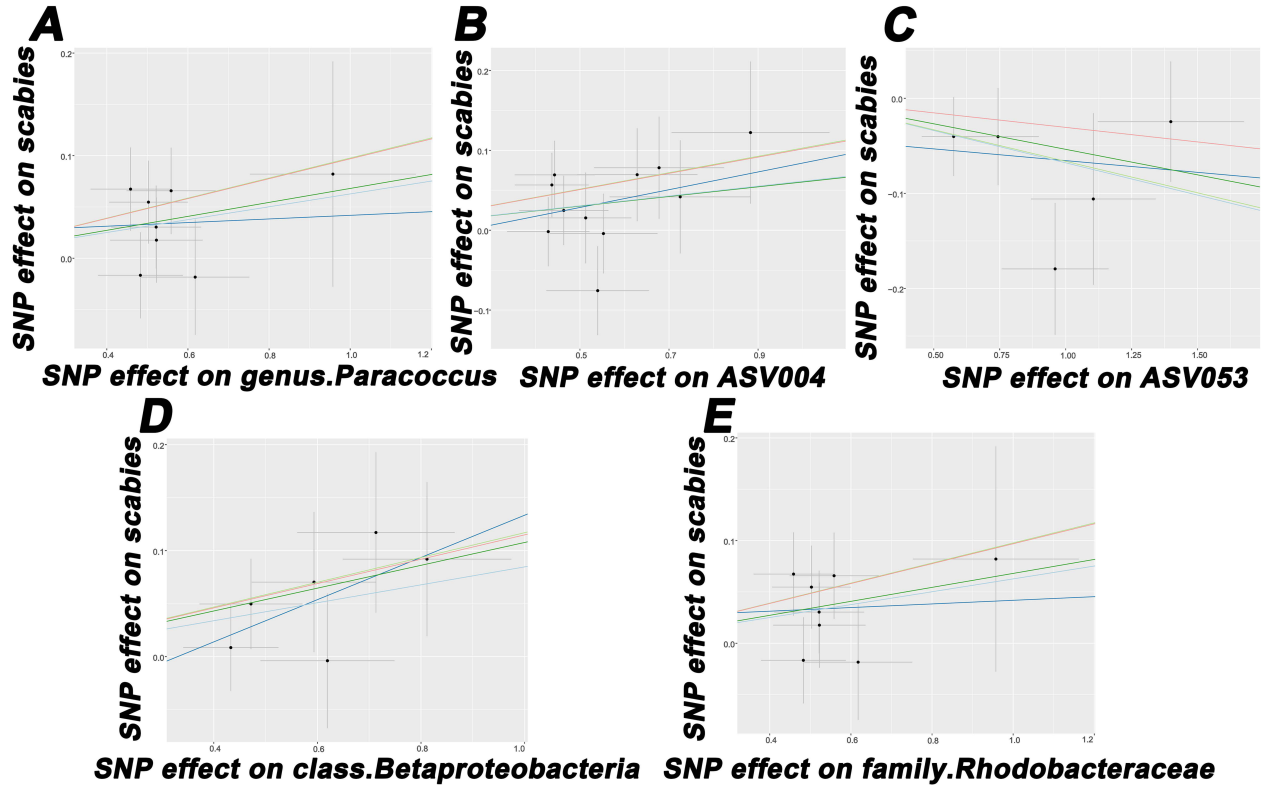 A
B
C
SNP effect on scabies
0.2
0.1
0.0
0.4
0.6
0.8
1.0
1.2
SNP effect on genus.Paracoccus
SNP effect on scabies
0.2
0.1
0.0
−0.1
0.5
0.7
0.9
SNP effect on ASV004
SNP effect on scabies
0.0
−0.1
−0.2
0.50
0.75
1.00
1.25
1.50
SNP effect on ASV053
D
E
SNP effect on scabies
0.2
0.1
0.0
0.4
0.6
0.8
1.0
SNP effect on class.Betaproteobacteria
SNP effect on scabies
0.2
0.1
0.0
0.4
0.6
0.8
1.0
1.2
SNP effect on family.Rhodobacteraceae